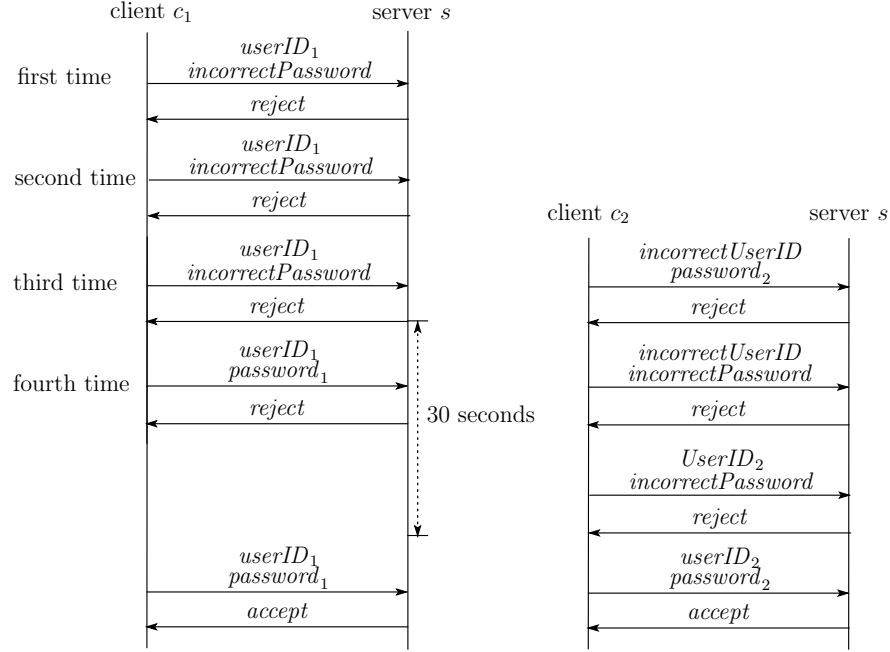 client c1
server s
first time
userID1
incorrectPassword
reject
second time
userID1
incorrectPassword
reject
third time
userID1
incorrectPassword
reject
fourth time
userID1
password1
reject
30 seconds
userID1
password1
accept
client c2
server s
incorrectUserID
password2
reject
incorrectUserID
incorrectPassword
reject
UserID2
incorrectPassword
reject
userID2
password2
accept